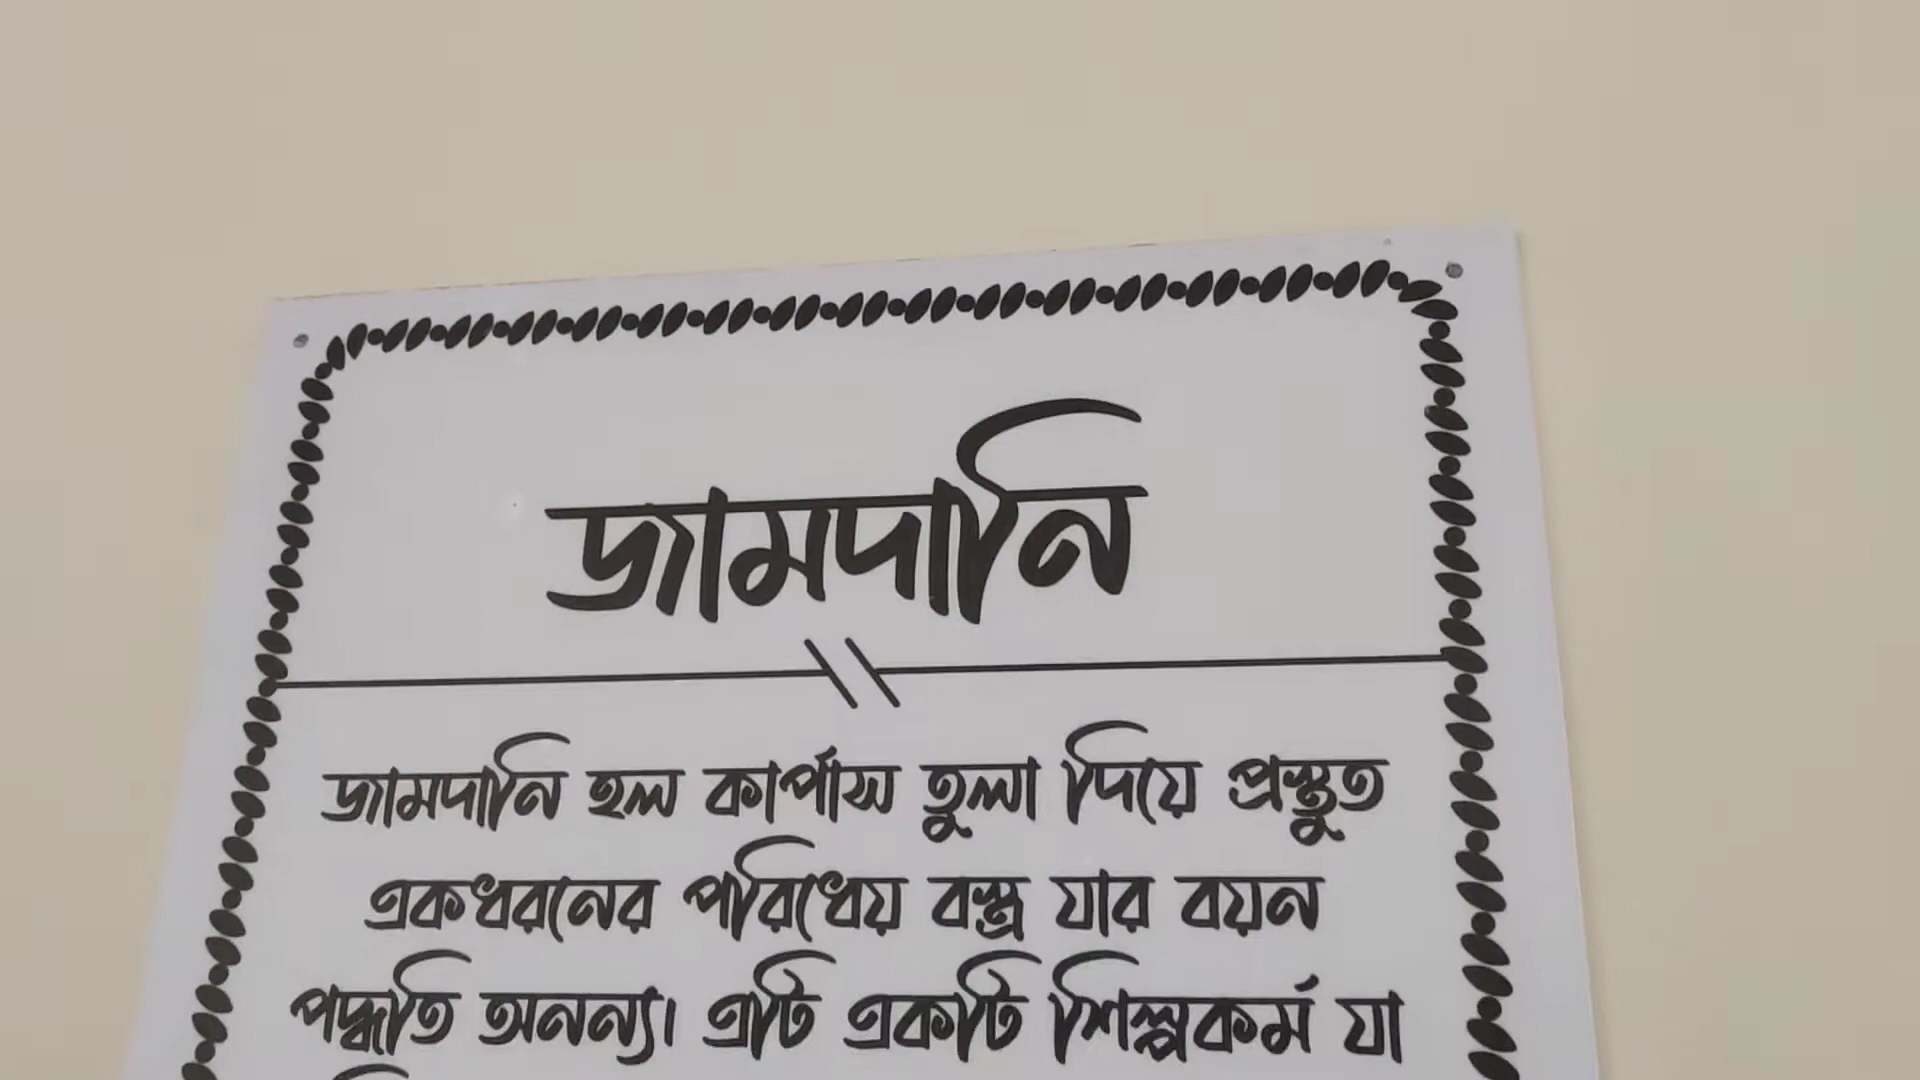 জামদানি
জামদানি হল কার্পাস তুলা দিয়ে প্রস্তুত
একধরনের পরিধেয় বস্ত্র যার বয়ন
পদ্ধতি অনন্য। এটি একটি শিল্পকর্ম যা